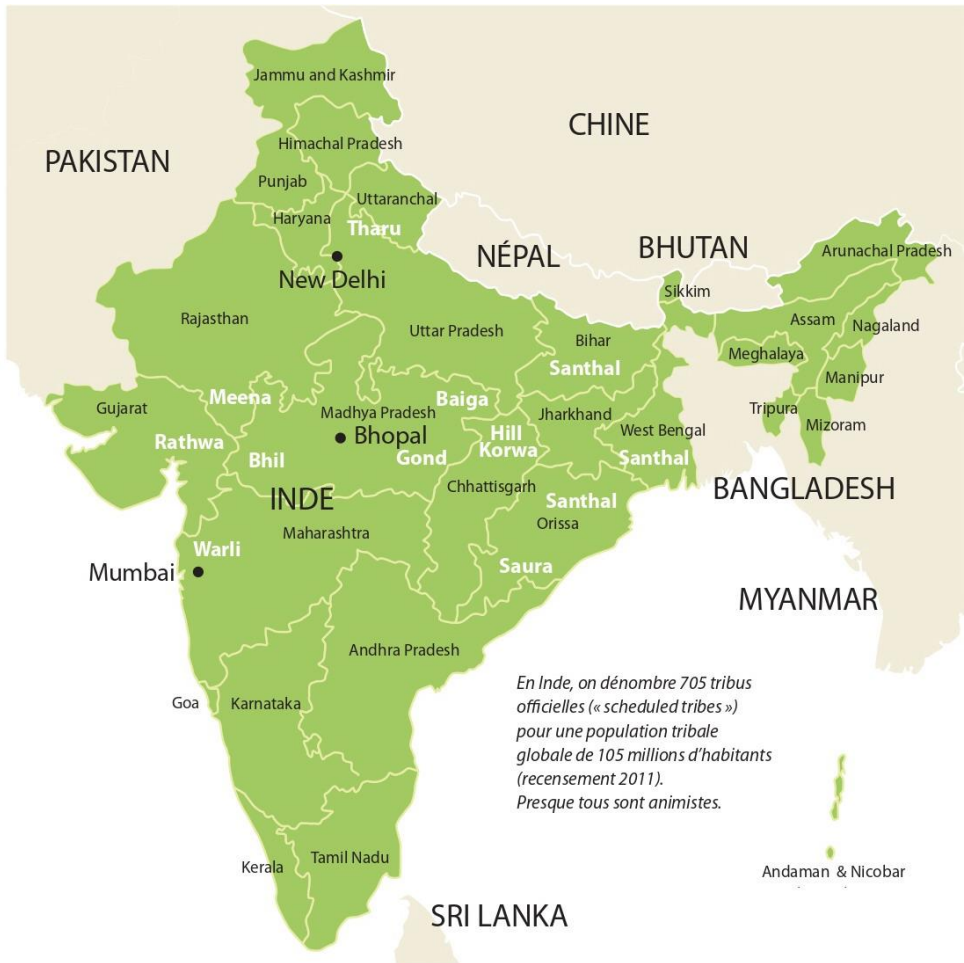 Jammu and Kashmir
CHINE
Himachal Pradesh
PAKISTAN
Punjab
Uttaranchal
Haryana
Tharu
NÉPAL
BHUTAN
Arunachal Pradesh
New Delhi
Sikkim
Rajasthan
Uttar Pradesh
Assam
Nagaland
Bihar
Meghalaya
Santhal
Manipur
Meena
Baiga
Gujarat
Madhya Pradesh
Jharkhand
Tripura
Mizoram
West Bengal
Rathwa
Bhopal
Hill
Korwa
Bhil
Gond
Santhal
Chhattisgarh
BANGLADESH
INDE
Santhal
Orissa
Maharashtra
Warli
Saura
Mumbai
MYANMAR
Andhra Pradesh
Goa
Karnataka
En Inde, on dénombre 705 tribus
officielles (« scheduled tribes »)
pour une population tribale
globale de 105 millions d’habitants
(recensement 2011).
Presque tous sont animistes.
Kerala
Tamil Nadu
Andaman & Nicobar
SRI LANKA